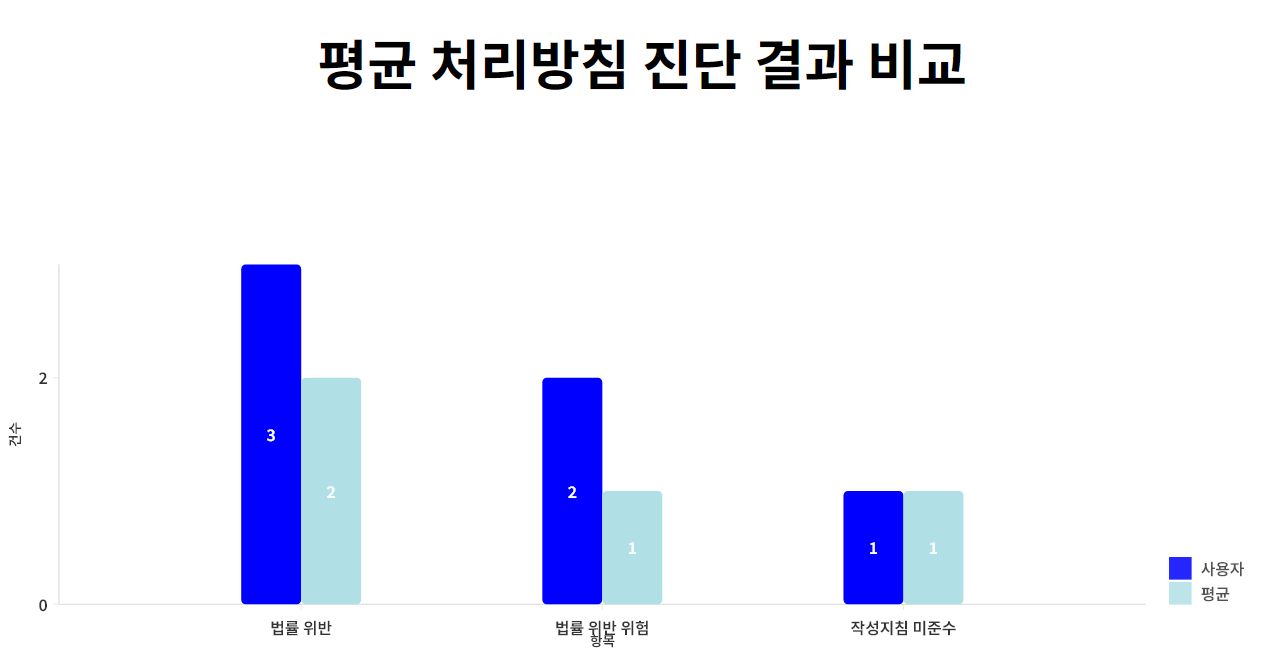 평균 처리방침 진단 결과 비교
건수
2
0
3
2
2
1
1
1
법률 위반
법률 위반 위험
작성지침 미준수
항목
사용자
평균